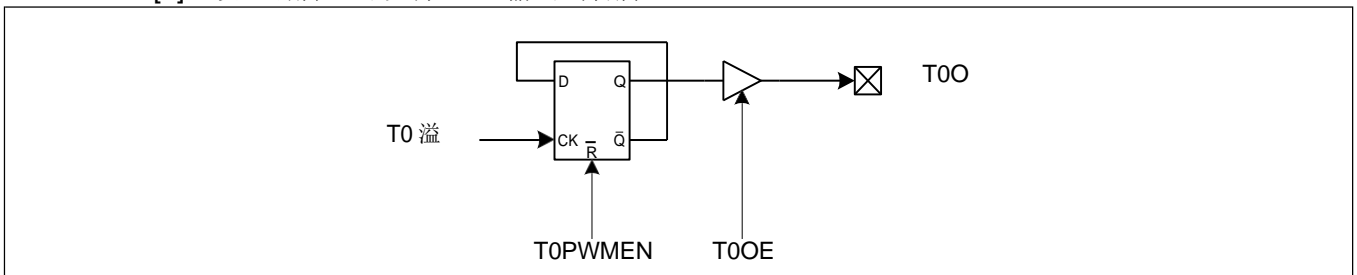 T0O
D Q
T0 溢
CK R̅ Q̅
T0PWMEN T0OE